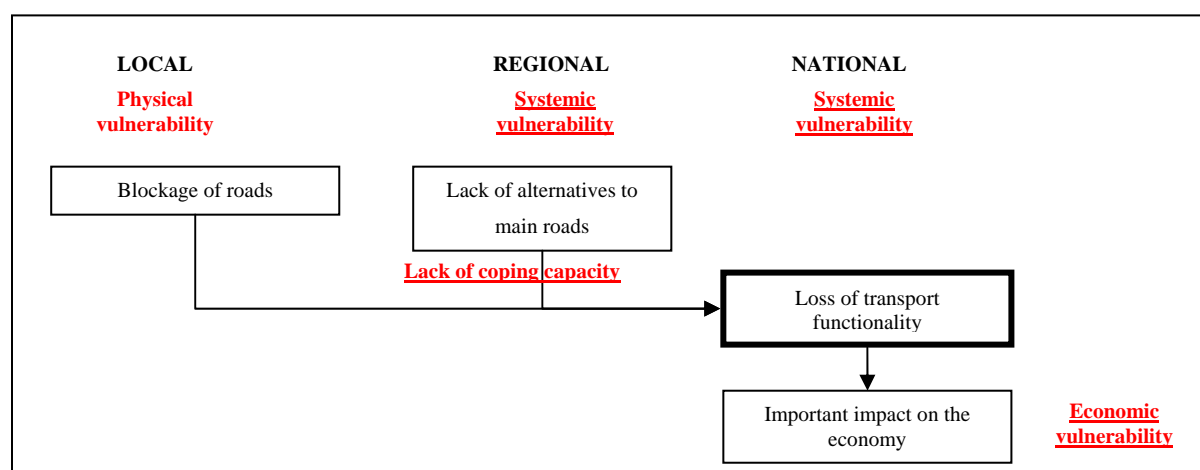 LOCAL
REGIONAL
NATIONAL
Physical
vulnerability
Systemic
vulnerability
Systemic
vulnerability
Blockage of roads
Lack of alternatives to
main roads
Lack of coping capacity
Loss of transport
functionality
Important impact on the
economy
Economic
vulnerability